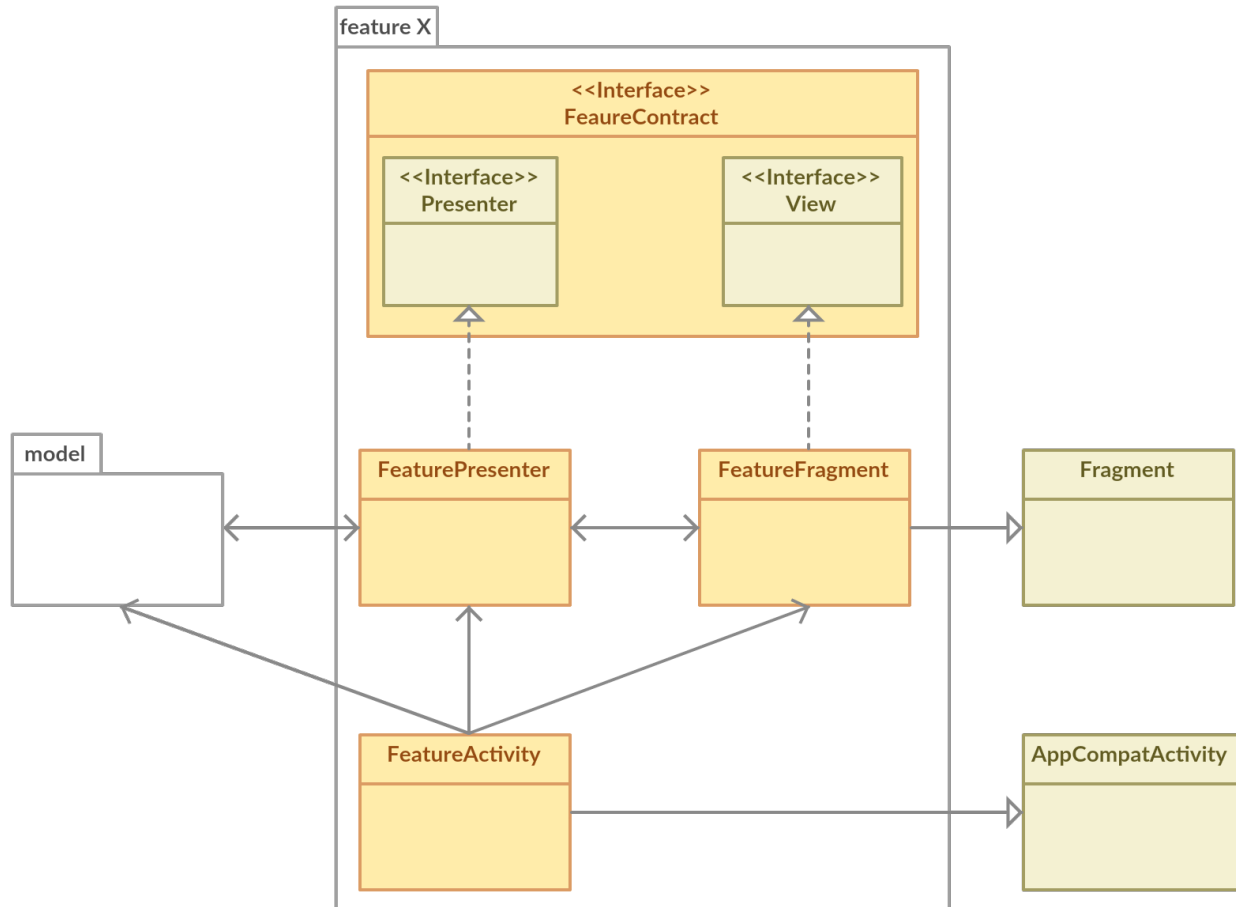 feature X
<<Interface>>
FeaureContract
<<Interface>>
Presenter
<<Interface>>
View
model
FeaturePresenter
FeatureFragment
Fragment
FeatureActivity
AppCompatActivity